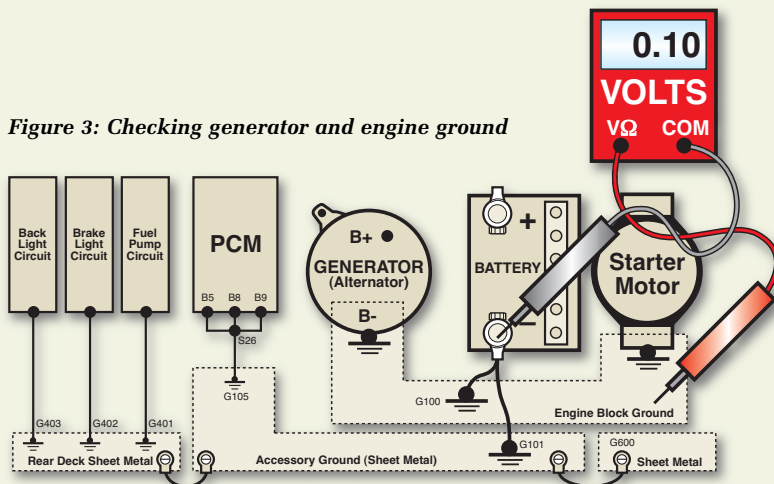 0.10
VOLTS
VΩ COM
Figure 3: Checking generator and engine ground
Back
Light
Circuit
Brake
Light
Circuit
Fuel
Pump
Circuit
PCM
B5 B8 B9
S26
G105
B+
GENERATOR
(Alternator)
B-
+
BATTERY
–
Starter
Motor
G403
G402
G401
G100
Engine Block Ground
G101
G600
Rear Deck Sheet Metal
Accessory Ground (Sheet Metal)
Sheet Metal